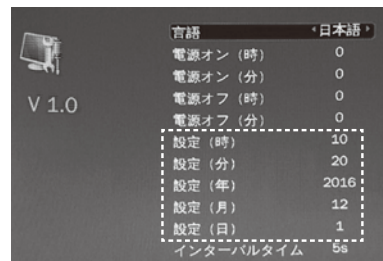 言語 日本語
電源オン（時） 0
電源オン（分） 0
電源オフ（時） 0
電源オフ（分） 0
V 1.0
設定（時） 10
設定（分） 20
設定（年） 2016
設定（月） 12
設定（日） 1
インターバルタイム 5s